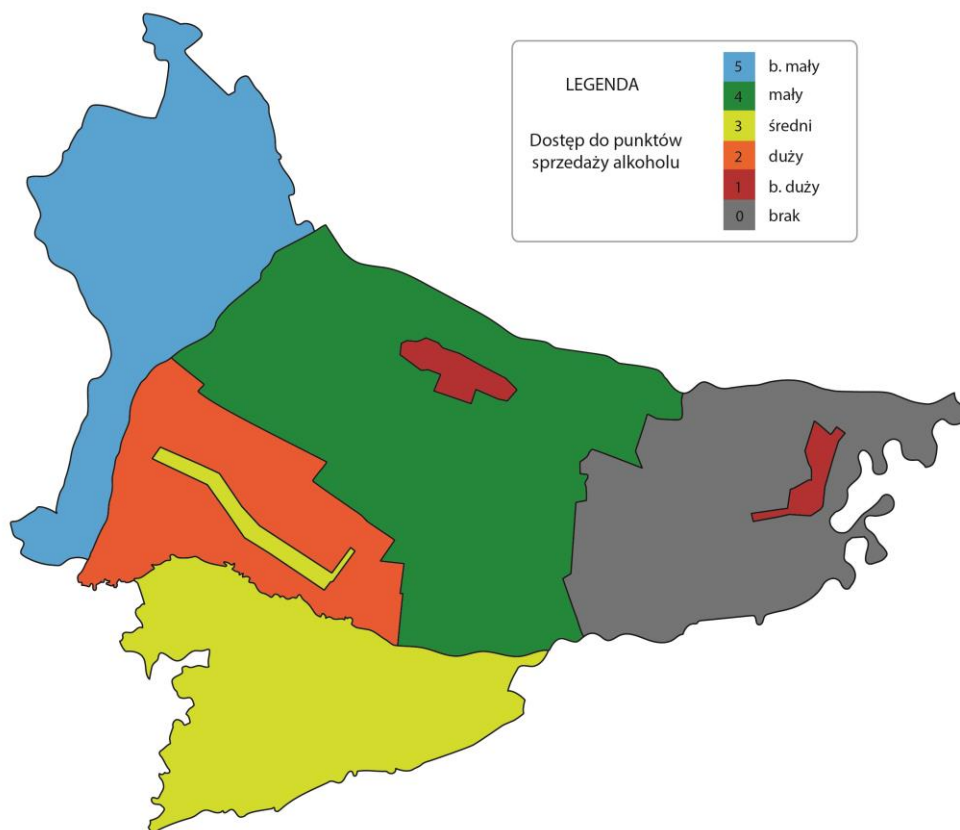 LEGENDA
Dostęp do punktów
sprzedaży alkoholu
5 b. mały
4 mały
3 średni
2 duży
1 b. duży
0 brak